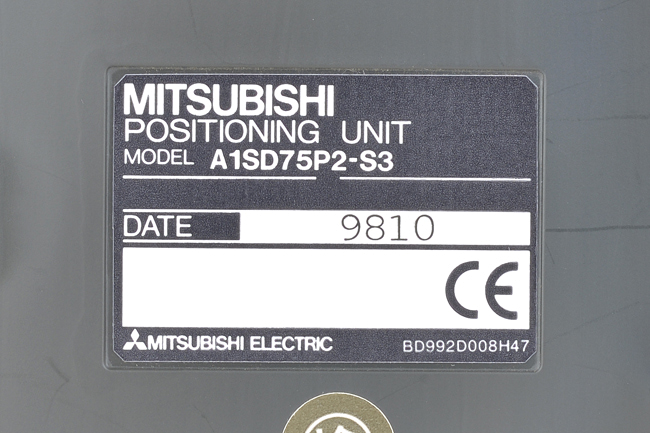 MITSUBISHI
POSITIONING UNIT
MODEL A1SD75P2-S3
DATE 9810
CE
MITSUBISHI ELECTRIC BD992D008H47